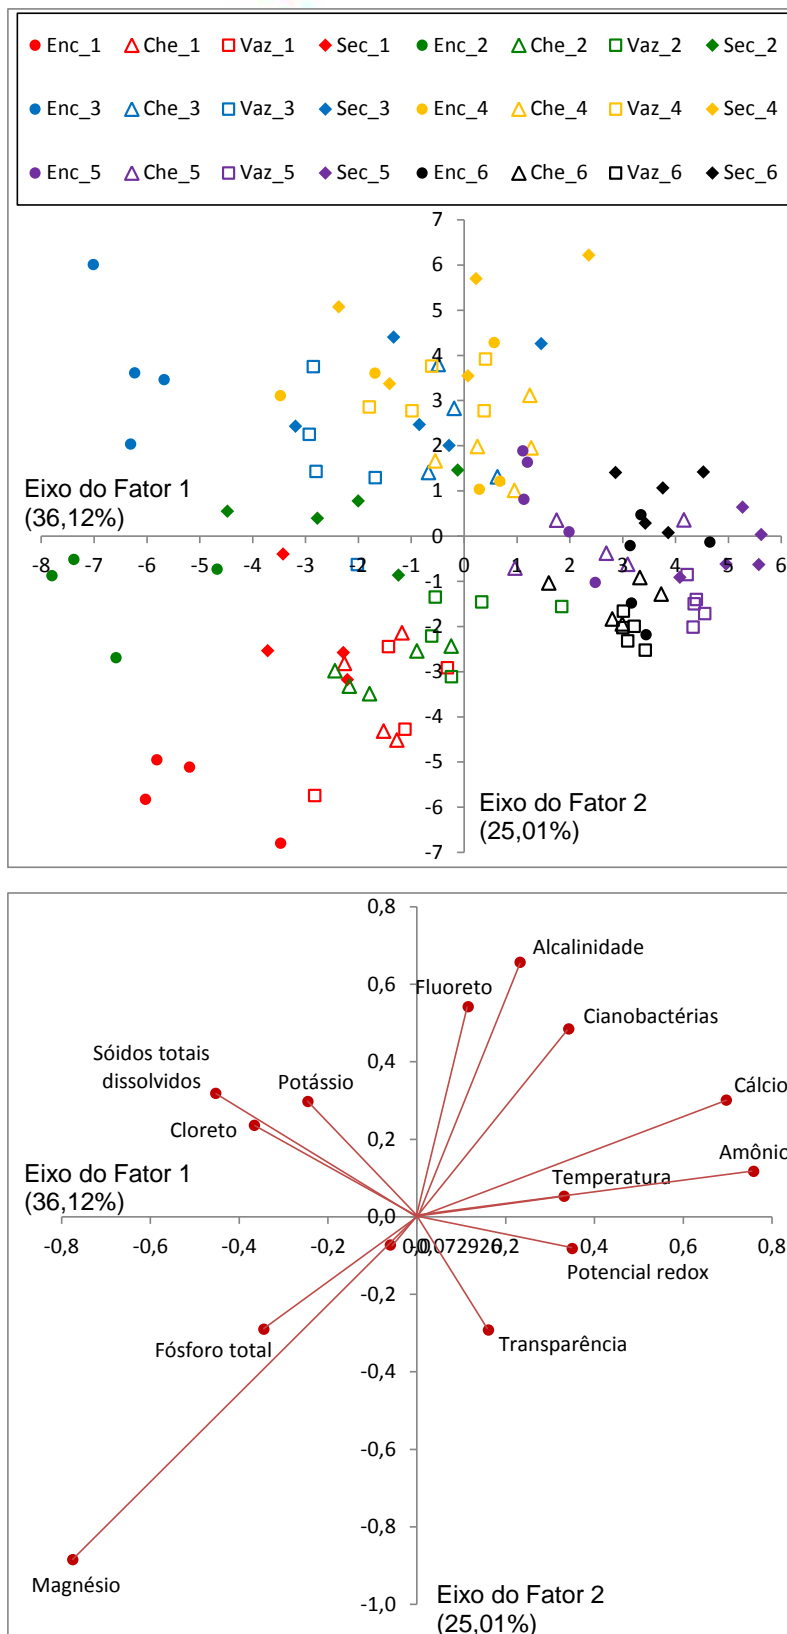 Enc_1 Che_1 Vaz_1 Sec_1 Enc_2 Che_2 Vaz_2 Sec_2
Enc_3 Che_3 Vaz_3 Sec_3 Enc_4 Che_4 Vaz_4 Sec_4
Enc_5 Che_5 Vaz_5 Sec_5 Enc_6 Che_6 Vaz_6 Sec_6
7
6
5
4
3
2
1
0
-1
-2
-3
-4
-5
-6
-7
-8 -7 -6 -5 -4 -3 -2 -1 0 1 2 3 4 5 6
Eixo do Fator 1
(36,12%)
Eixo do Fator 2
(25,01%)
0,8
0,6
0,4
0,2
0,0
-0,2
-0,4
-0,6
-0,8
-1,0
Alcalinidade
Fluoreto
Cianobactérias
Sóidos totais
dissolvidos
Potássio
Cálcio
Cloreto
Amônio
Eixo do Fator 1
(36,12%)
Temperatura
-0,8 -0,6 -0,4 -0,2 0,2 0,4 0,6 0,8
Potencial redox
Fósforo total
Transparência
Magnésio
Eixo do Fator 2
(25,01%)